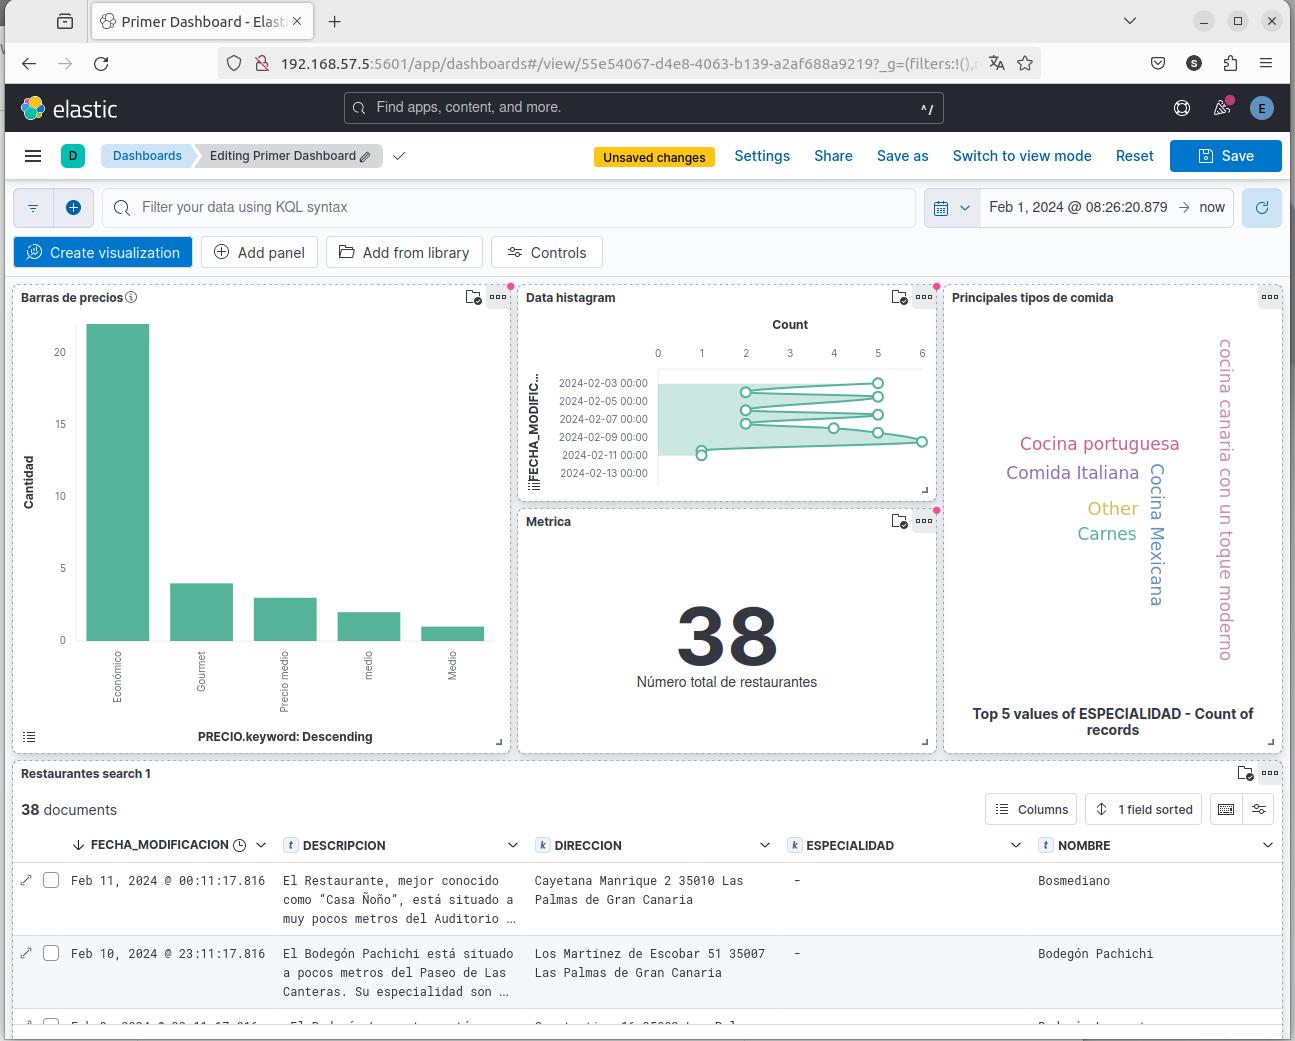 Primer Dashboard - Elasti
192.168.57.5:5601/app/dashboards#/view/55e54067-d4e8-4063-b139-a2af688a9219?_g=(filters:!(),r
S
elastic
Find apps, content, and more.
^/
E
D
Dashboards
Editing Primer Dashboard
Unsaved changes
Settings
Share
Save as
Switch to view mode
Reset
Save
Filter your data using KQL syntax
Feb 1, 2024 @ 08:26:20.879
now
Create visualization
Add panel
Add from library
Controls
Barras de precios
Cantidad
20
15
10
5
0
Económico
Gourmet
Precio medio
medio
Medio
PRECIO.keyword: Descending
Data histagram
Count
0 1 2 3 4 5 6
FECHA_MODIFIC...
2024-02-03 00:00
2024-02-05 00:00
2024-02-07 00:00
2024-02-09 00:00
2024-02-11 00:00
2024-02-13 00:00
Metrica
38
Número total de restaurantes
Principales tipos de comida
cocina canaria con un toque moderno
Cocina portuguesa
Comida Italiana
Cocina Mexicana
Other
Carnes
Top 5 values of ESPECIALIDAD - Count of
records
Restaurantes search 1
38 documents
Columns
1 field sorted
FECHA_MODIFICACION
t DESCRIPCION
k DIRECCION
k ESPECIALIDAD
t NOMBRE
Feb 11, 2024 @ 00:11:17.816
El Restaurante, mejor conocido
como “Casa Ñoño”, está situado a
muy pocos metros del Auditorio ...
Cayetana Manrique 2 35010 Las
Palmas de Gran Canaria
-
Bosmediano
Feb 10, 2024 @ 23:11:17.816
El Bodegón Pachichi está situado
a pocos metros del Paseo de Las
Canteras. Su especialidad son ...
Los Martínez de Escobar 51 35007
Las Palmas de Gran Canaria
-
Bodegón Pachichi